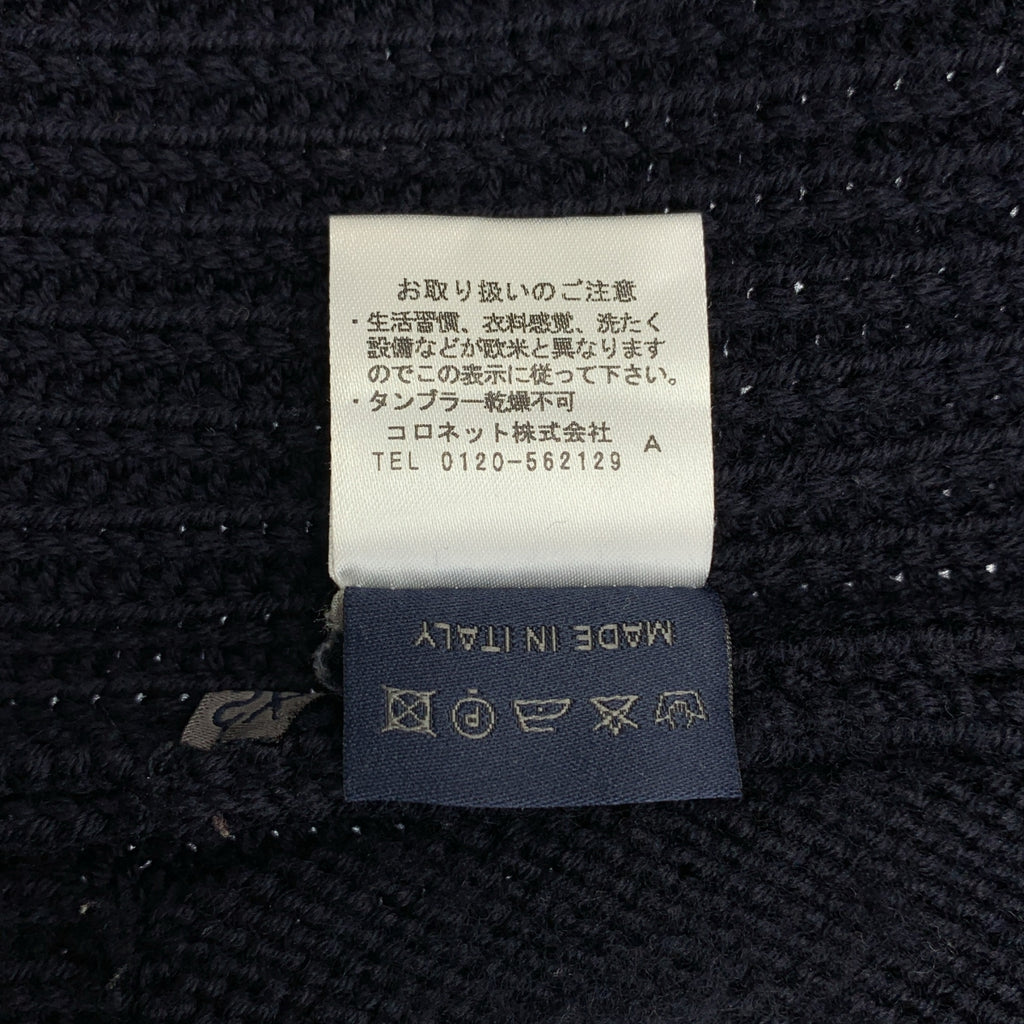 お取り扱いのご注意
・生活習慣、衣料感覚、洗たく
設備などが欧米と異なります
のでこの表示に従って下さい。
・タンブラー乾燥不可
コロネット株式会社 A
TEL 0120-562129
MADE IN ITALY
P
XS